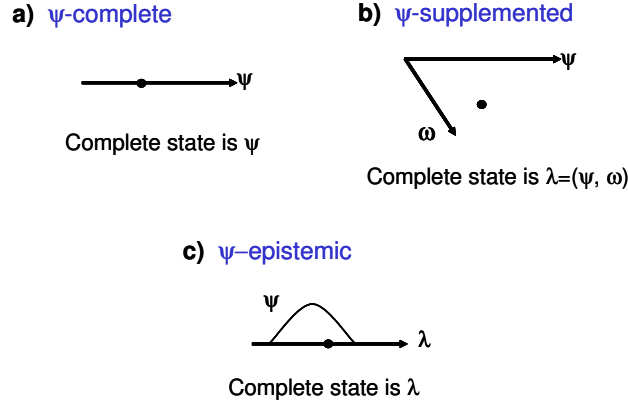 a) ψ-complete
ψ
Complete state is ψ
b) ψ-supplemented
ψ
ω
Complete state is λ=(ψ, ω)
c) ψ–epistemic
ψ
λ
Complete state is λ